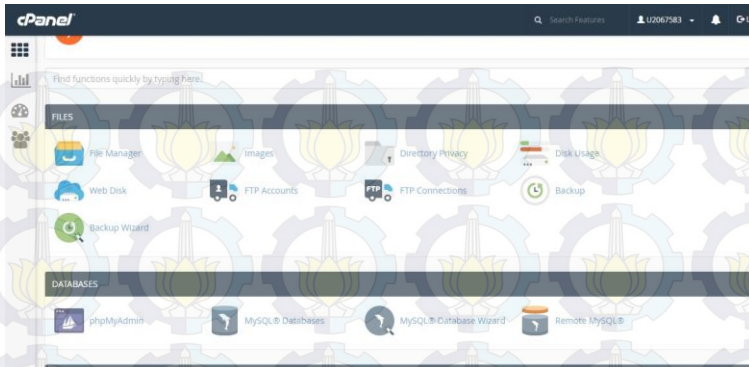 cPanel
Search Features
U2067583
Find functions quickly by typing here.
FILES
File Manager
Images
Directory Privacy
Disk Usage
Web Disk
FTP Accounts
FTP
FTP Connections
Backup
Backup Wizard
DATABASES
phpMyAdmin
MySQL® Databases
MySQL® Database Wizard
Remote MySQL®